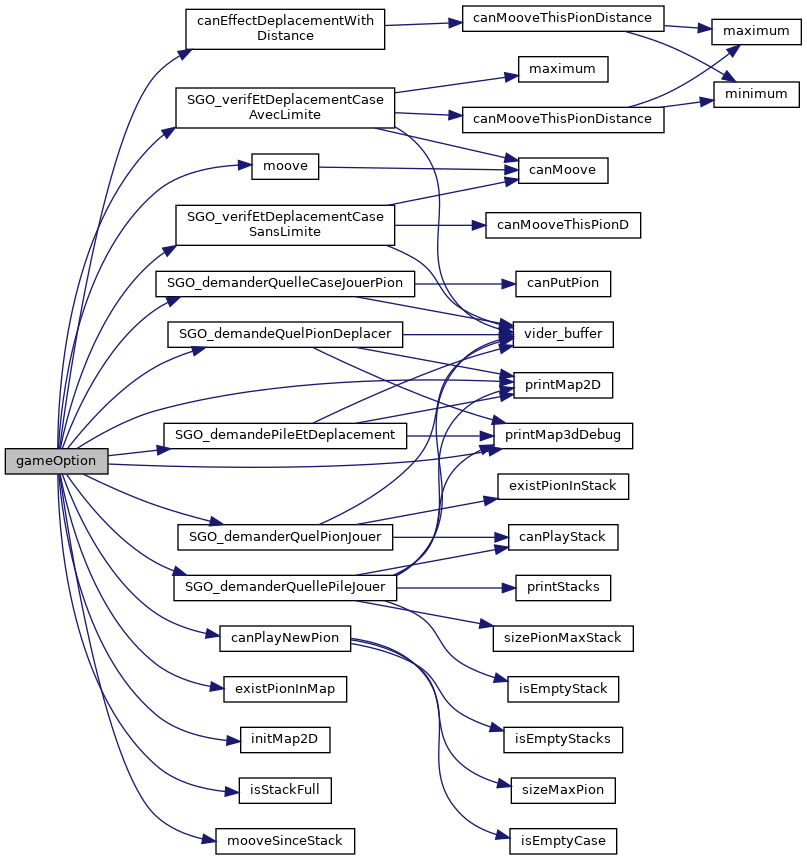 gameOption
canEffectDeplacementWith
Distance
SGO_verifEtDeplacementCase
AvecLimite
moove
SGO_verifEtDeplacementCase
SansLimite
SGO_demanderQuelleCaseJouerPion
SGO_demandeQuelPionDeplacer
SGO_demandePileEtDeplacement
SGO_demanderQuelPionJouer
SGO_demanderQuellePileJouer
canPlayNewPion
existPionInMap
initMap2D
isStackFull
mooveSinceStack
canMooveThisPionDistance
maximum
canMooveThisPionDistance
canMoove
canMooveThisPionD
canPutPion
vider_buffer
printMap2D
printMap3dDebug
existPionInStack
canPlayStack
printStacks
sizePionMaxStack
isEmptyStack
isEmptyStacks
sizeMaxPion
isEmptyCase
maximum
minimum